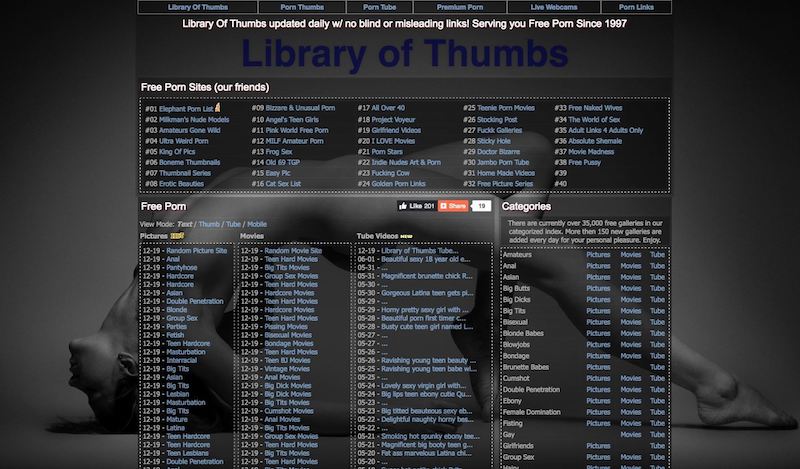 Library Of Thumbs
Porn Thumbs
Porn Tube
Premium Porn
Live Webcams
Porn Links
Library Of Thumbs updated daily w/ no blind or misleading links! Serving you Free Porn Since 1997
Library of Thumbs
Free Porn Sites (our friends)
#01 Elephant Porn List
#02 Milkman's Nude Models
#03 Amateurs Gone Wild
#04 Ultra Weird Porn
#05 King Of Pics
#06 Boneme Thumbnails
#07 Thumbnail Series
#08 Erotic Beauties
#09 Bizzare & Unusual Porn
#10 Angel's Teen Girls
#11 Pink World Free Porn
#12 MILF Amateur Porn
#13 Frog Sex
#14 Old 69 TGP
#15 Easy Pic
#16 Cat Sex List
#17 All Over 40
#18 Project Voyeur
#19 Girlfriend Videos
#20 I LOVE Movies
#21 Porn Stars
#22 Indie Nudes Art & Porn
#23 Fucking Cow
#24 Golden Porn Links
#25 Teenie Porn Movies
#26 Stocking Post
#27 Fuckk Galleries
#28 Sticky Hole
#29 Doctor Bizarre
#30 Jambo Porn Tube
#31 Home Made Videos
#32 Free Picture Series
#33 Free Naked Wives
#34 The World of Sex
#35 Adult Links 4 Adults Only
#36 Absolute Shemale
#37 Movie Madness
#38 Free Pussy
#39
#40
Free Porn
Like 201
Share
19
View Mode: Text / Thumb / Tube / Mobile
Pictures
12-19 - Random Picture Site
12-19 - Anal
12-19 - Pantyhose
12-19 - Hardcore
12-19 - Hardcore
12-19 - Asian
12-19 - Double Penetration
12-19 - Blonde
12-19 - Group Sex
12-19 - Parties
12-19 - Fetish
12-19 - Teen Hardcore
12-19 - Masturbation
12-19 - Interracial
12-19 - Big Tits
12-19 - Asian
12-19 - Big Tits
12-19 - Lesbian
12-19 - Masturbation
12-19 - Big Tits
12-19 - Mature
12-19 - Latina
12-19 - Teen Hardcore
12-19 - Teen Hardcore
12-19 - Teen Lesbians
12-19 - Double Penetration
Movies
12-19 - Random Movie Site
12-19 - Teen Hard Movies
12-19 - Big Tits Movies
12-19 - Group Sex Movies
12-19 - Hardcore Movies
12-19 - Teen Hard Movies
12-19 - Hardcore Movies
12-19 - Hardcore Movies
12-19 - Teen Hard Movies
12-19 - Pissing Movies
12-19 - Bisexual Movies
12-19 - Bondage Movies
12-19 - Teen Hard Movies
12-19 - Teen BJ Movies
12-19 - Vintage Movies
12-19 - Anal Movies
12-19 - Big Dick Movies
12-19 - Big Dick Movies
12-19 - Big Tits Movies
12-19 - Cumshot Movies
12-19 - Anal Movies
12-19 - Big Tits Movies
12-19 - Group Sex Movies
12-19 - Big Dick Movies
12-19 - Teen Hard Movies
12-19 - Big Tits Movies
Tube Videos NEW
12-19 - Library of Thumbs Tube...
06-01 - Beautiful sexy 18 year old e...
05-31 - ...
05-31 - Magnificent brunette chick R...
05-30 - ...
05-30 - Gorgeous Latina teen gets pi...
05-29 - ...
05-29 - Horny pretty sexy girl with ...
05-28 - Beautiful porn first timer c...
05-28 - Busty cute teen girl named L...
05-27 - ...
05-27 - ...
05-26 - ...
05-26 - Ravishing young teen beauty ...
05-25 - Ravishing young teen babe wi...
05-25 - ...
05-24 - Lovely sexy virgin girl with...
05-24 - Big lips teen ebony cutie Qu...
05-23 - ...
05-23 - Big titted beauteous sexy eb...
05-22 - Delightful naughty horny bes...
05-22 - ...
05-21 - Smoking hot spunky ebony tee...
05-21 - Magnificent big booty teen g...
05-20 - Fat ass marvelous Latina chi...
Categories
There are currently over 35,000 free galleries in our
categorized index. More then 150 new galleries are
added every day for your personal pleasure. Enjoy.
Amateurs Pictures Movies Tube
Anal Pictures Movies Tube
Asian Pictures Movies Tube
Big Butts Pictures Movies Tube
Big Dicks Pictures Movies Tube
Big Tits Pictures Movies Tube
Bisexual Pictures Movies Tube
Blonde Babes Pictures Movies Tube
Blowjobs Pictures Movies Tube
Bondage Pictures Movies Tube
Brunette Babes Pictures Tube
Cumshot Pictures Movies Tube
Double Penetration Pictures Movies Tube
Ebony Pictures Movies Tube
Female Domination Pictures Movies Tube
Fisting Pictures Movies Tube
Gay Movies Tube
Girlfriends Pictures Tube
Group Sex Pictures Movies Tube